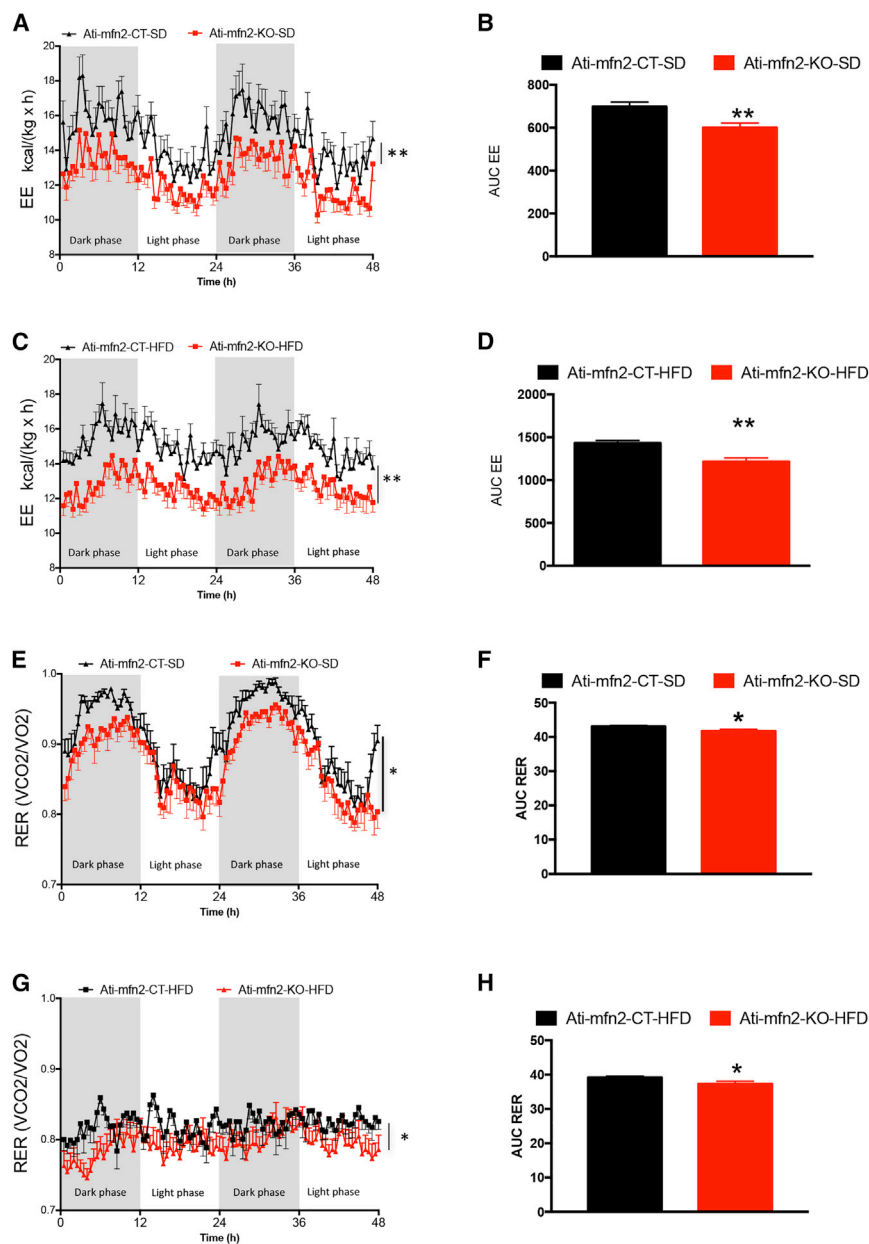 A
Ati-mfn2-CT-SD Ati-mfn2-KO-SD
20
18
16
14
12
10
8
EE kcal/(kg x h)
**
Dark phase Light phase Dark phase Light phase
0 12 24 36 48
Time (h)
B
Ati-mfn2-CT-SD Ati-mfn2-KO-SD
800
600
400
200
0
AUC EE
**
C
Ati-mfn2-CT-HFD Ati-mfn2-KO-HFD
20
18
16
14
12
10
8
EE kcal/(kg x h)
**
Dark phase Light phase Dark phase Light phase
0 12 24 36 48
Time (h)
D
Ati-mfn2-CT-HFD Ati-mfn2-KO-HFD
2000
1500
1000
500
0
AUC EE
**
E
Ati-mfn2-CT-SD Ati-mfn2-KO-SD
1.0
0.9
0.8
0.7
RER (VCO2/VO2)
*
Dark phase Light phase Dark phase Light phase
0 12 24 36 48
Time (h)
F
Ati-mfn2-CT-SD Ati-mfn2-KO-SD
50
40
30
20
10
0
AUC RER
*
G
Ati-mfn2-CT-HFD Ati-mfn2-KO-HFD
1.0
0.9
0.8
0.7
RER (VCO2/VO2)
*
Dark phase Light phase Dark phase Light phase
0 12 24 36 48
Time (h)
H
Ati-mfn2-CT-HFD Ati-mfn2-KO-HFD
50
40
30
20
10
0
AUC RER
*